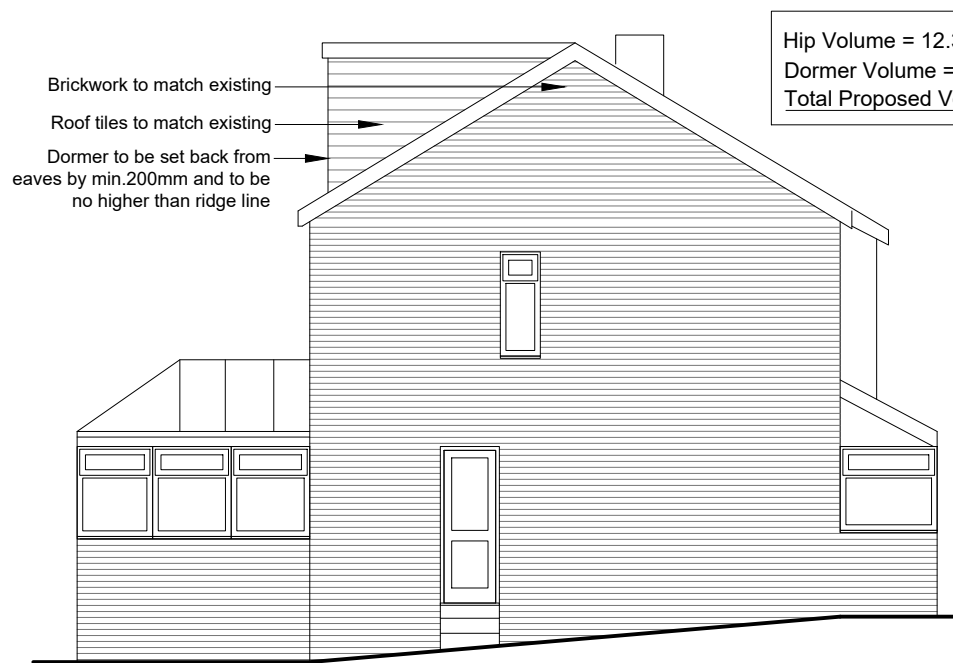 Hip Volume = 12.3
Dormer Volume =
Total Proposed V
Brickwork to match existing
Roof tiles to match existing
Dormer to be set back from
eaves by min.200mm and to be
no higher than ridge line